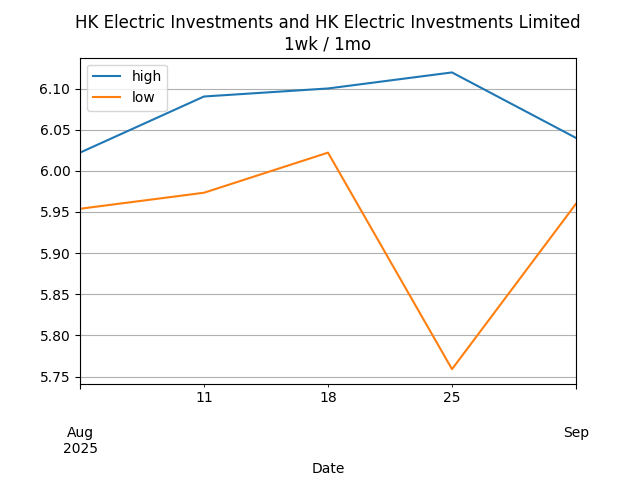 HK Electric Investments and HK Electric Investments Limited
1wk / 1mo
high
low
6.10
6.05
6.00
5.95
5.90
5.85
5.80
5.75
11
18
25
Aug
2025
Sep
Date